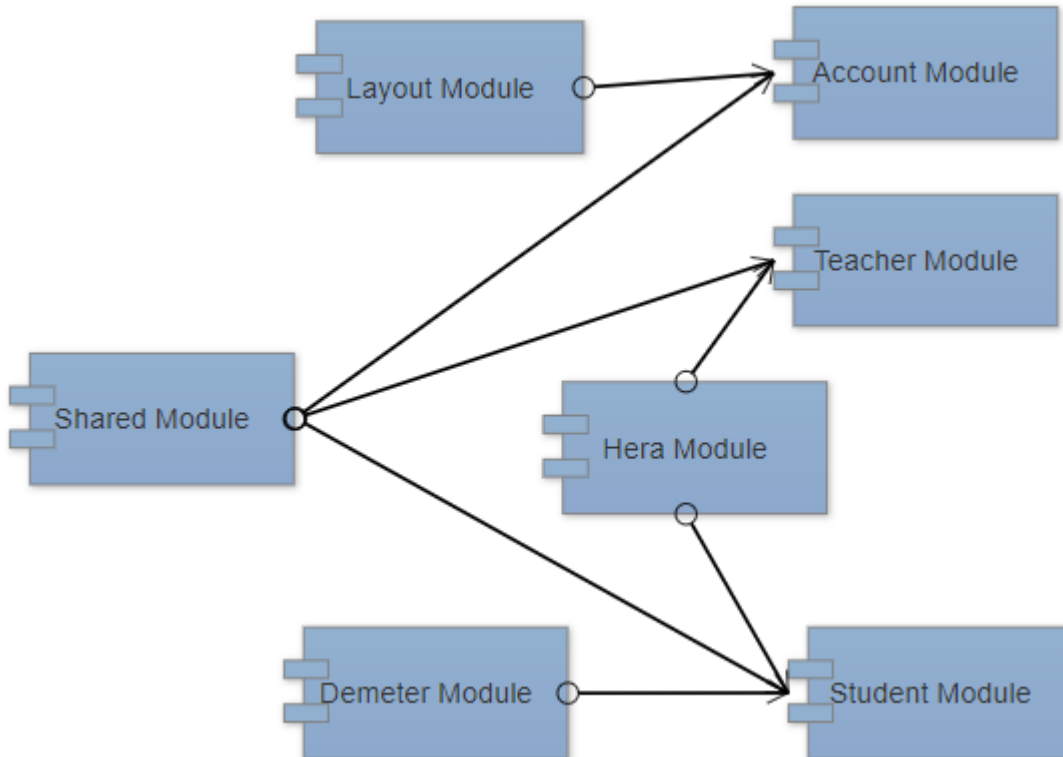 Layout Module
Account Module
Teacher Module
Shared Module
Hera Module
Demeter Module
Student Module